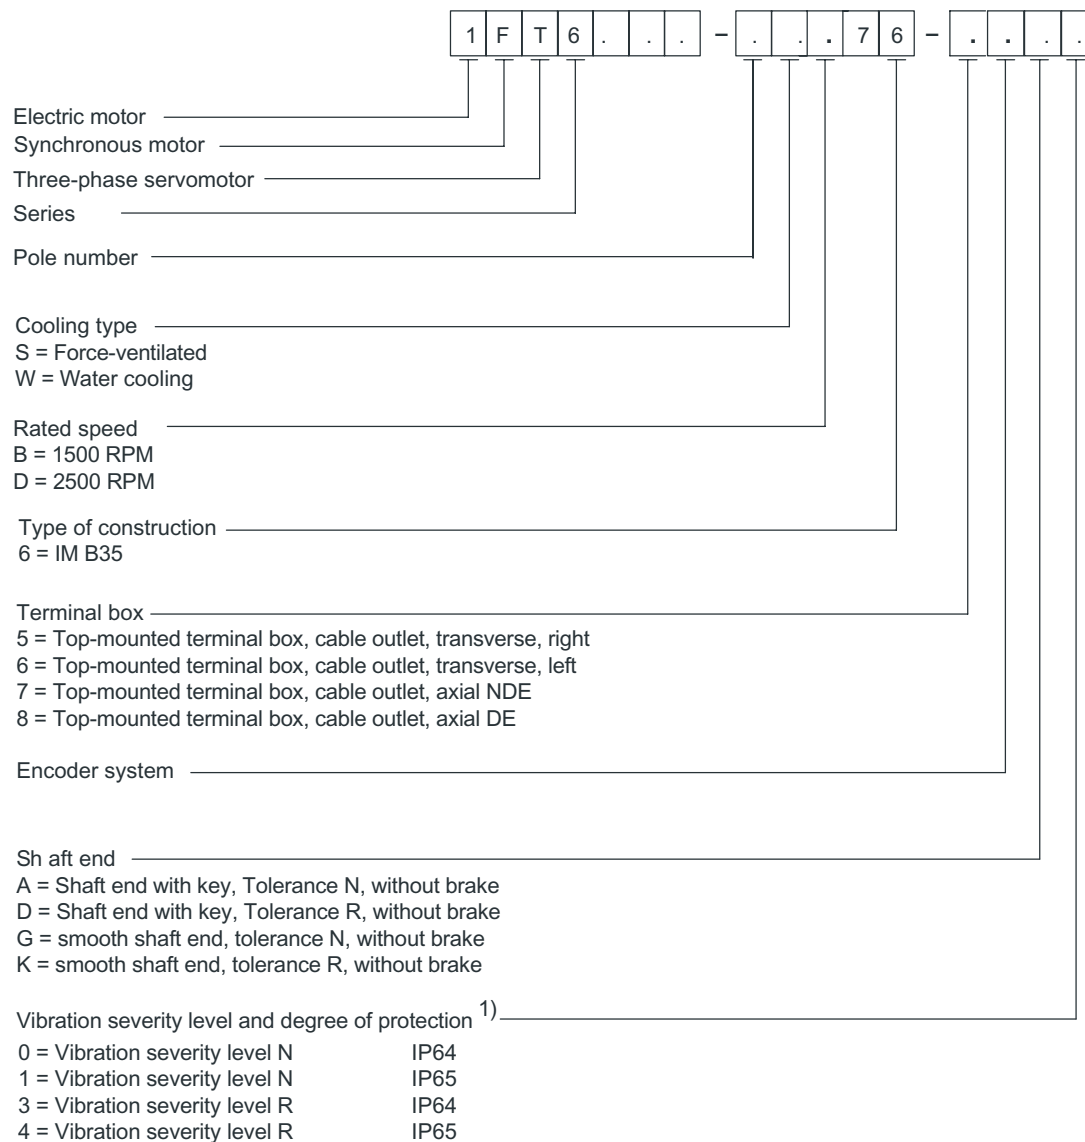 1 F T 6 . . . – . . . 7 6 – . . . .
Electric motor
Synchronous motor
Three-phase servomotor
Series
Pole number
Cooling type
S = Force-ventilated
W = Water cooling
Rated speed
B = 1500 RPM
D = 2500 RPM
Type of construction
6 = IM B35
Terminal box
5 = Top-mounted terminal box, cable outlet, transverse, right
6 = Top-mounted terminal box, cable outlet, transverse, left
7 = Top-mounted terminal box, cable outlet, axial NDE
8 = Top-mounted terminal box, cable outlet, axial DE
Encoder system
Sh aft end
A = Shaft end with key, Tolerance N, without brake
D = Shaft end with key, Tolerance R, without brake
G = smooth shaft end, tolerance N, without brake
K = smooth shaft end, tolerance R, without brake
Vibration severity level and degree of protection 1)
0 = Vibration severity level N IP64
1 = Vibration severity level N IP65
3 = Vibration severity level R IP64
4 = Vibration severity level R IP65